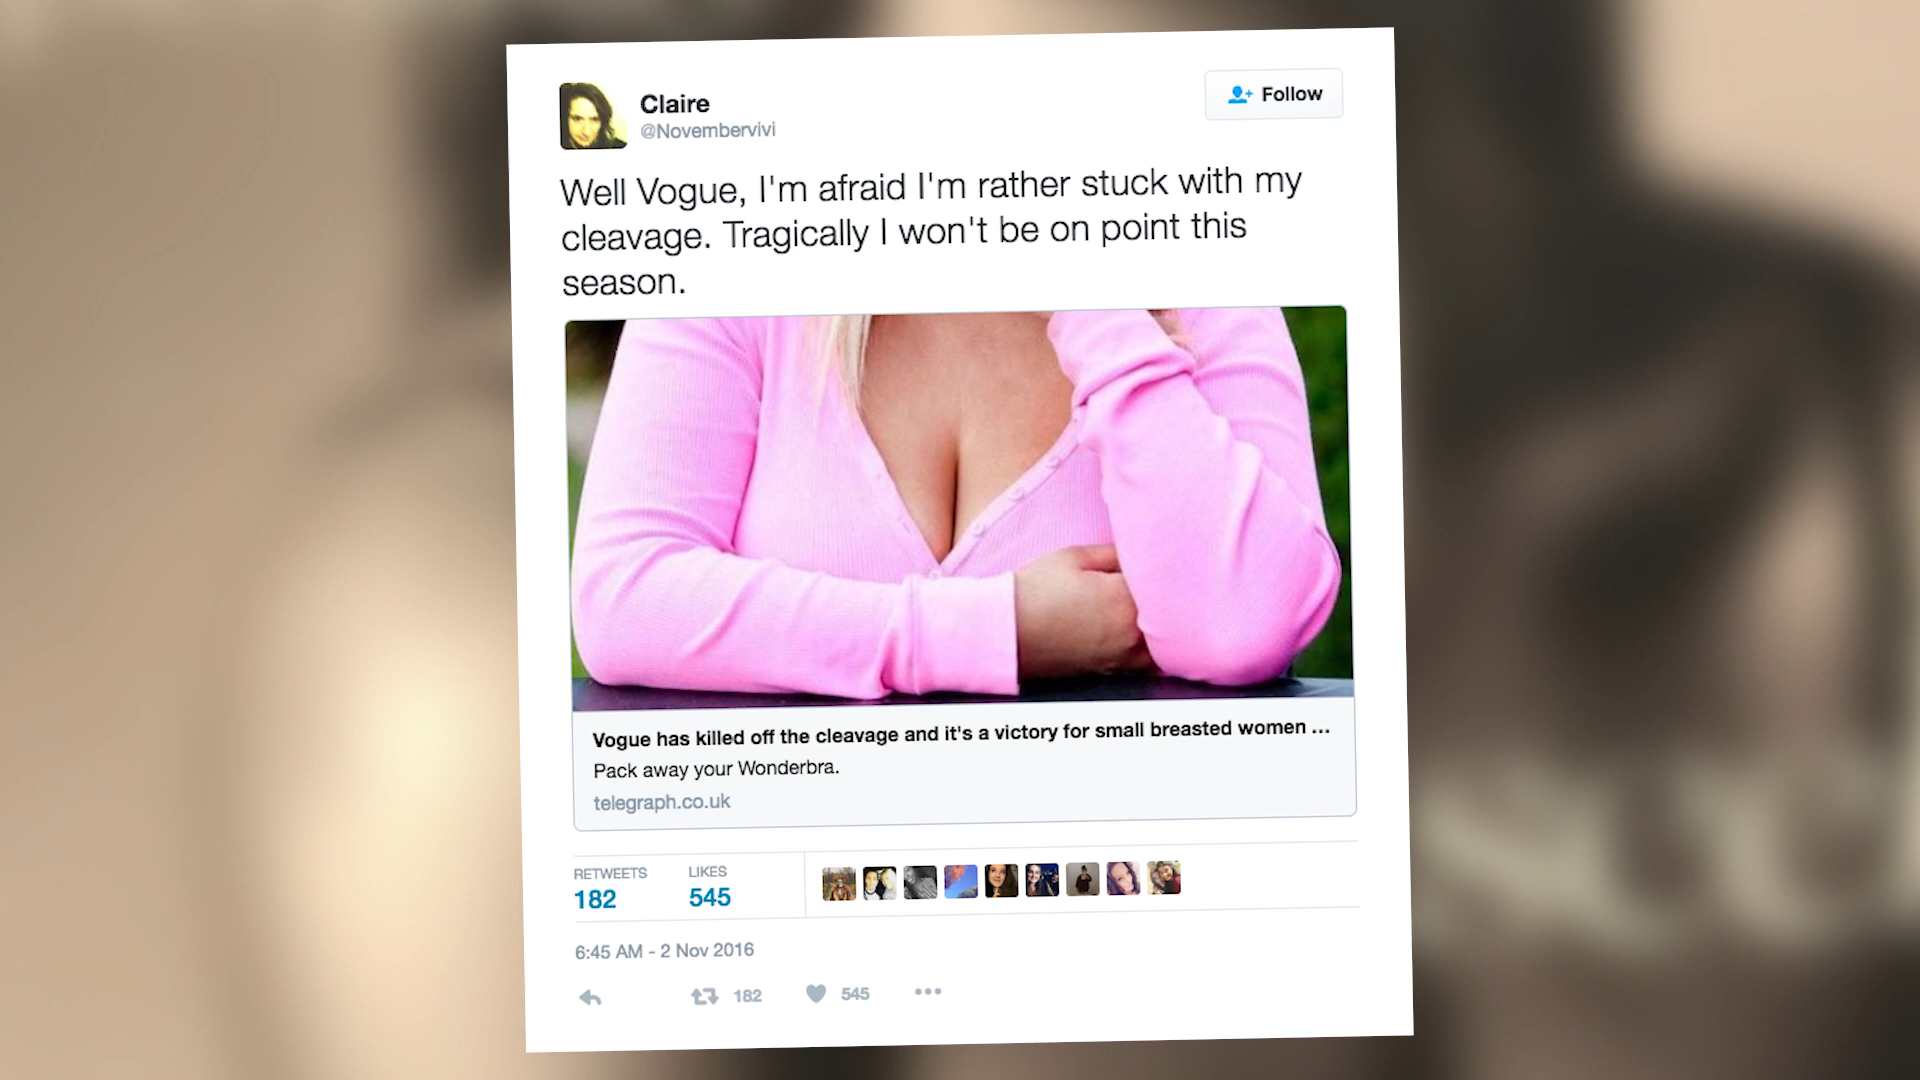 Claire
@Novembervivi
Follow
Well Vogue, I'm afraid I'm rather stuck with my
cleavage. Tragically I won't be on point this
season.
Vogue has killed off the cleavage and it's a victory for small breasted women ...
Pack away your Wonderbra.
telegraph.co.uk
RETWEETS
182
LIKES
545
6:45 AM - 2 Nov 2016
182
545